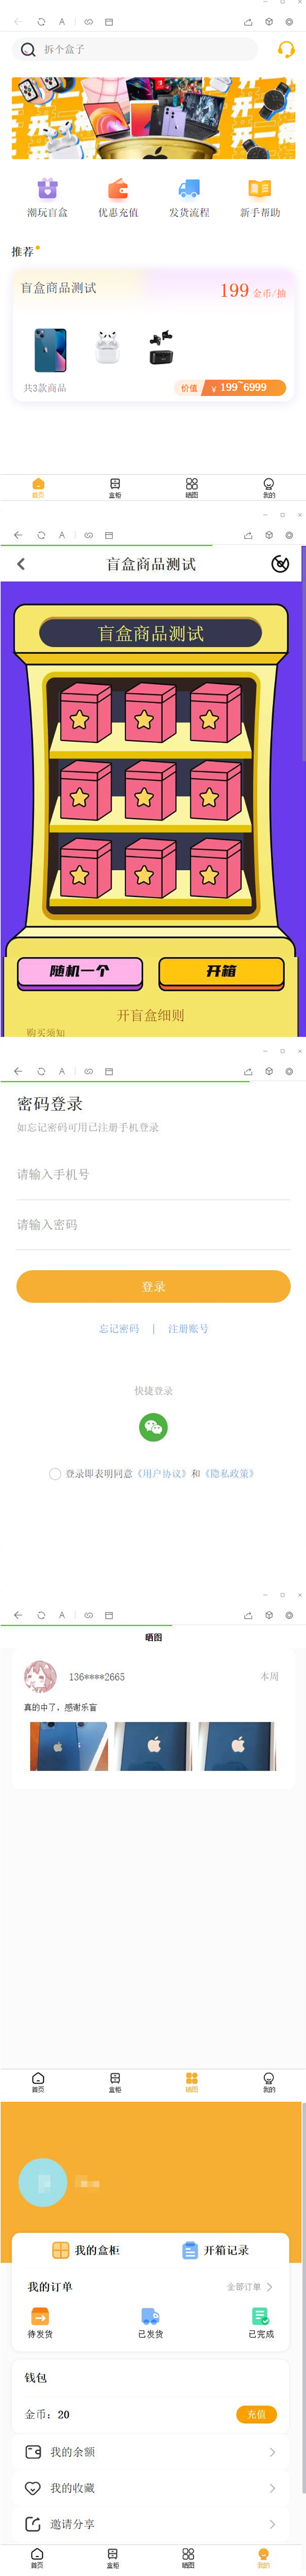 拆个盒子
开一箱
开一箱
潮玩盲盒 优惠充值 发货流程 新手帮助
推荐
盲盒商品测试 199 金币/抽
共3款商品 价值 ¥ 199~6999
首页 盒柜 晒图 我的
盲盒商品测试
盲盒商品测试
随机一个 开箱
开盲盒细则
购买须知
密码登录
如忘记密码可用已注册手机登录
请输入手机号
请输入密码
登录
忘记密码 | 注册账号
快捷登录
登录即表明同意《用户协议》和《隐私政策》
晒图
136****2665 本周
真的中了，感谢乐盲
首页 盒柜 晒图 我的
我的盒柜 开箱记录
我的订单 全部订单
待发货 已发货 已完成
钱包
金币：20 充值
我的余额
我的收藏
邀请分享
首页 盒柜 晒图 我的